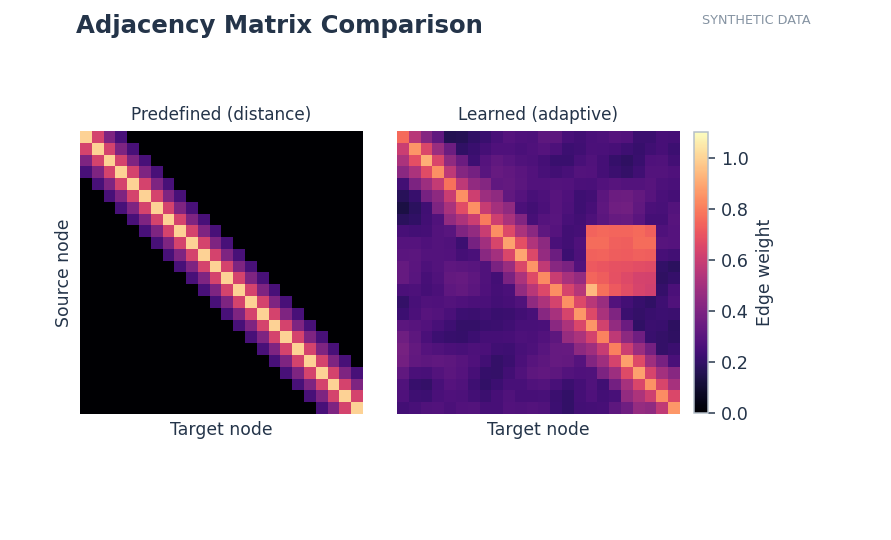 Adjacency Matrix Comparison
SYNTHETIC DATA
Predefined (distance)
Learned (adaptive)
Source node
Target node
Target node
1.0
0.8
0.6
0.4
0.2
0.0
Edge weight